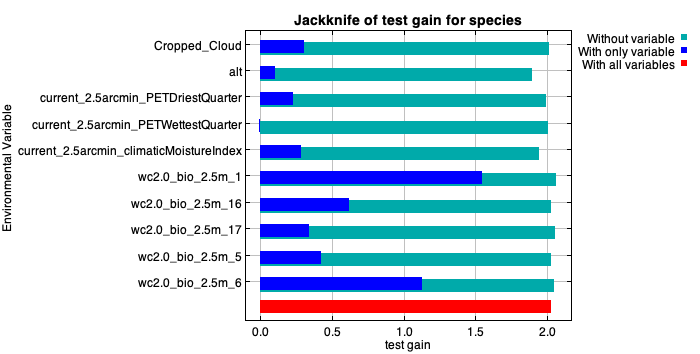 Jackknife of test gain for species
Without variable
With only variable
With all variables
Environmental Variable
Cropped_Cloud
alt
current_2.5arcmin_PETDriestQuarter
current_2.5arcmin_PETWettestQuarter
current_2.5arcmin_climaticMoistureIndex
wc2.0_bio_2.5m_1
wc2.0_bio_2.5m_16
wc2.0_bio_2.5m_17
wc2.0_bio_2.5m_5
wc2.0_bio_2.5m_6
0.0 0.5 1.0 1.5 2.0
test gain